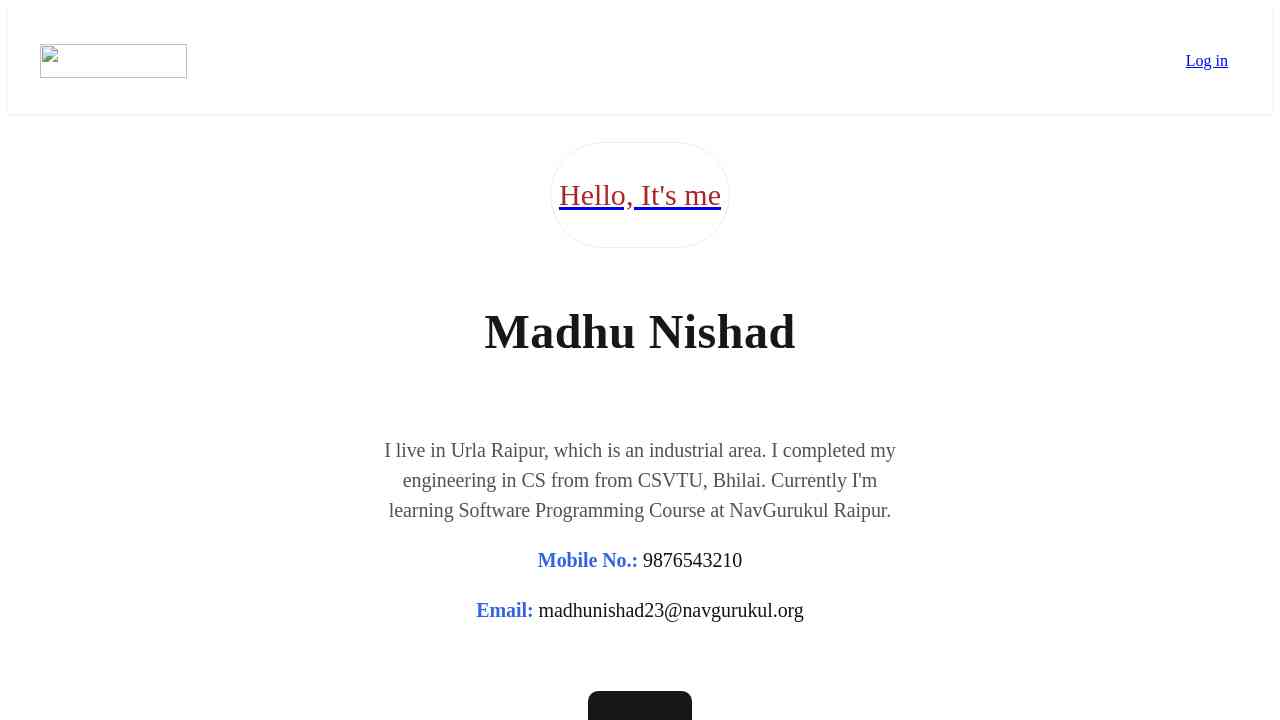 Log in
Hello, It's me
Madhu Nishad
I live in Urla Raipur, which is an industrial area. I completed my
engineering in CS from from CSVTU, Bhilai. Currently I'm
learning Software Programming Course at NavGurukul Raipur.
Mobile No.: 9876543210
Email: madhunishad23@navgurukul.org